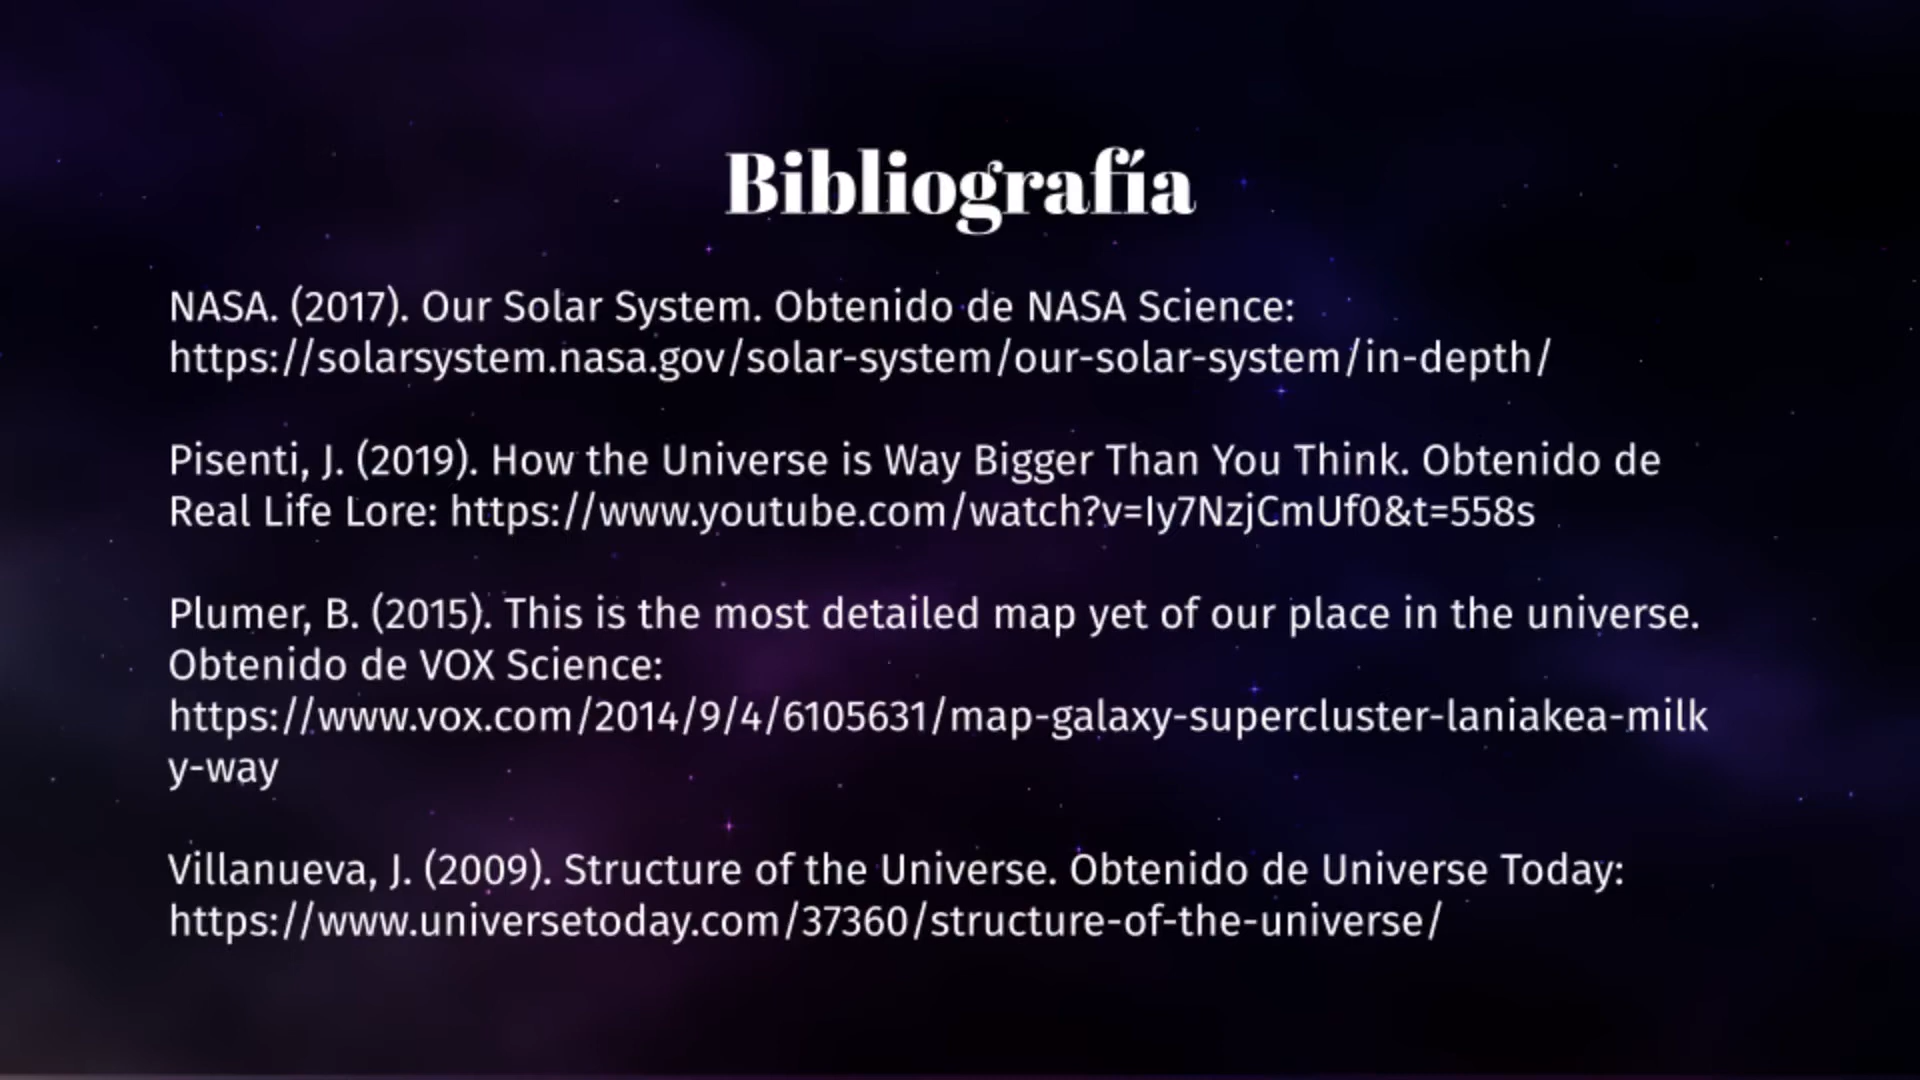 Bibliografía
NASA. (2017). Our Solar System. Obtenido de NASA Science:
https://solarsystem.nasa.gov/solar-system/our-solar-system/in-depth/
Pisenti, J. (2019). How the Universe is Way Bigger Than You Think. Obtenido de
Real Life Lore: https://www.youtube.com/watch?v=Iy7NzjCmUf0&t=558s
Plumer, B. (2015). This is the most detailed map yet of our place in the universe.
Obtenido de VOX Science:
https://www.vox.com/2014/9/4/6105631/map-galaxy-supercluster-laniakea-milk
y-way
Villanueva, J. (2009). Structure of the Universe. Obtenido de Universe Today:
https://www.universetoday.com/37360/structure-of-the-universe/